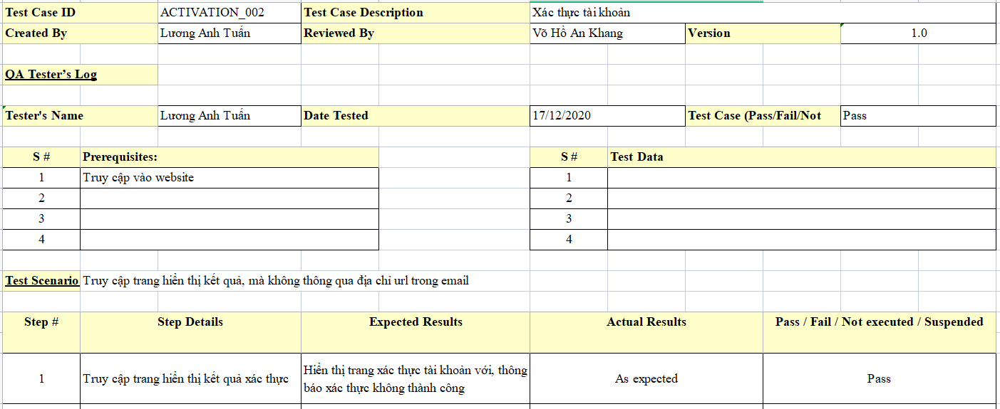 Test Case ID ACTIVATION_002 Test Case Description Xác thực tài khoản
Created By Lương Anh Tuấn Reviewed By Võ Hồ An Khang Version 1.0
QA Tester’s Log
Tester's Name Lương Anh Tuấn Date Tested 17/12/2020 Test Case (Pass/Fail/Not Pass
S # Prerequisites: S # Test Data
1 Truy cập vào website 1
2 2
3 3
4 4
Test Scenario Truy cập trang hiển thị kết quả, mà không thông qua địa chỉ url trong email
Step # Step Details Expected Results Actual Results Pass / Fail / Not executed / Suspended
1 Truy cập trang hiển thị kết quả xác thực Hiển thị trang xác thực tài khoản với, thông
báo xác thực không thành công As expected Pass